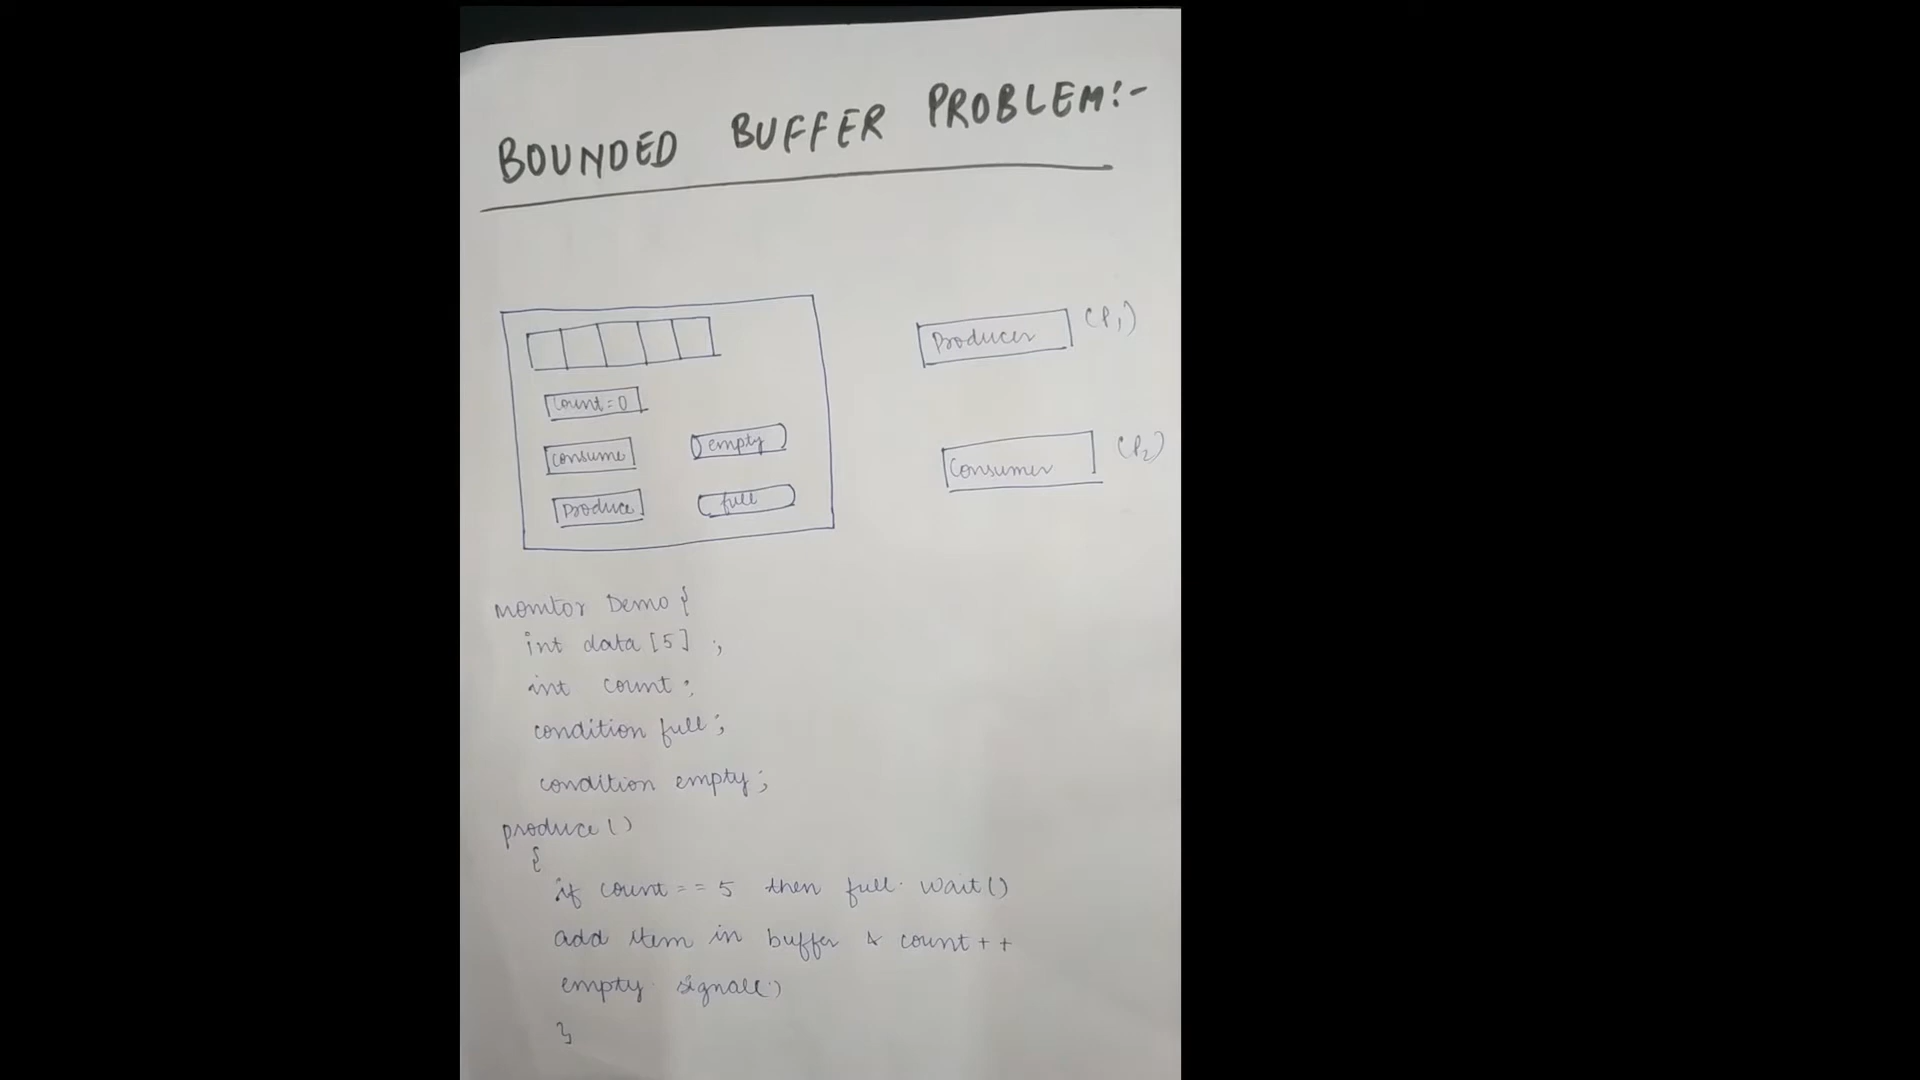 BOUNDED BUFFER PROBLEM:-
Producer (P1)
count=0
empty
consume
Consumer (P2)
full
Produce
monitor Demo {
int data [5] ;
int count ;
condition full ;
condition empty ;
produce ()
{
if count == 5 then full. wait ()
add item in buffer & count + +
empty. signal()
}